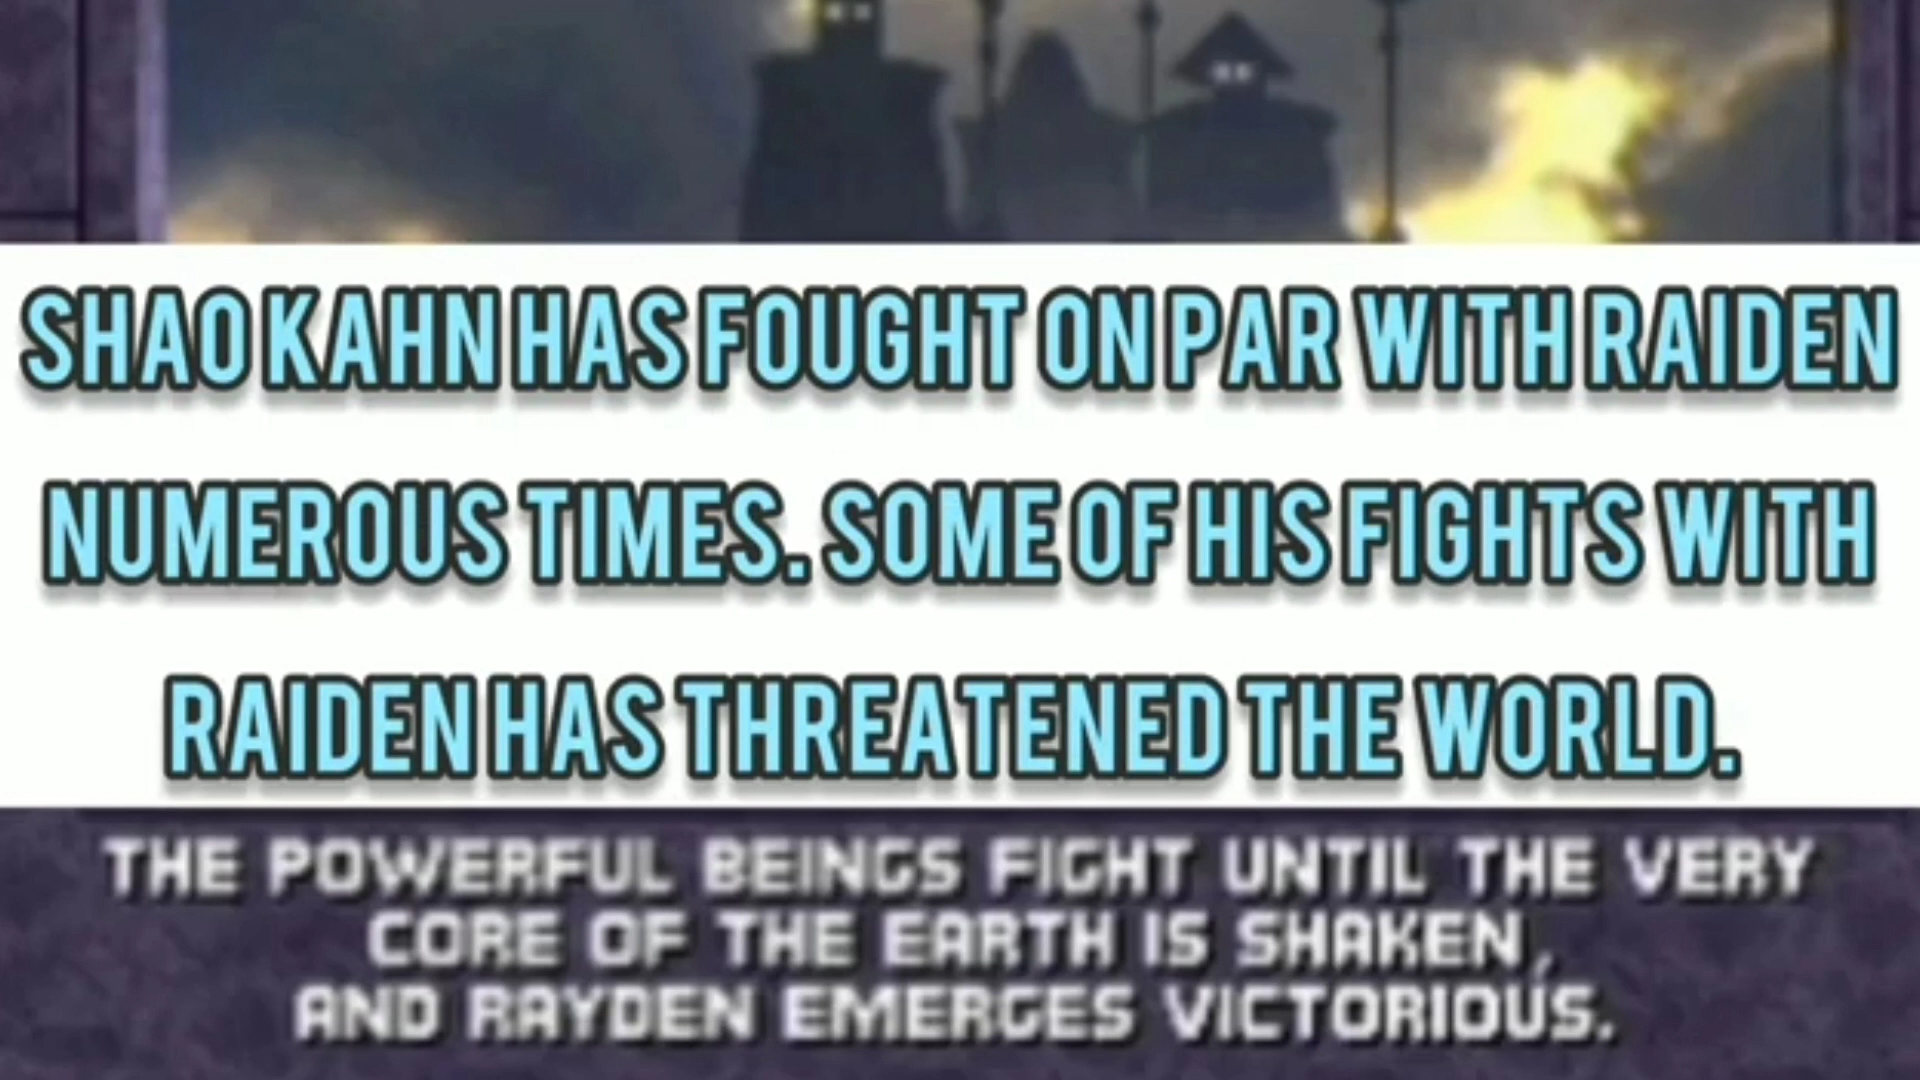 SHAO KAHN HAS FOUGHT ON PAR WITH RAIDEN
NUMEROUS TIMES. SOME OF HIS FIGHTS WITH
RAIDEN HAS THREATENED THE WORLD.
THE POWERFUL BEINGS FIGHT UNTIL THE VERY
CORE OF THE EARTH IS SHAKEN,
AND RAYDEN EMERGES VICTORIOUS.